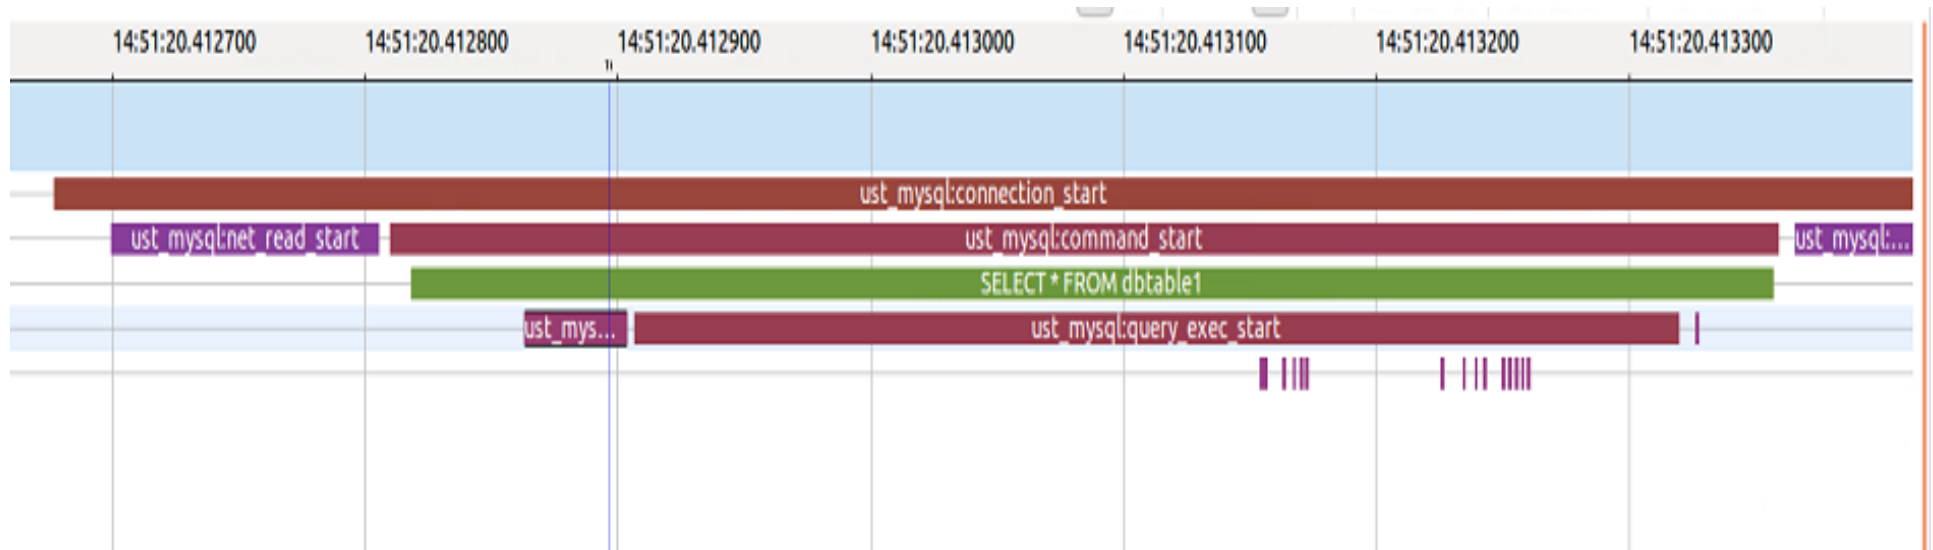 14:51:20.412700 14:51:20.412800 14:51:20.412900 14:51:20.413000 14:51:20.413100 14:51:20.413200 14:51:20.413300
ust_mysql:connection_start
ust_mysql:net_read_start ust_mysql:command_start ust_mysql:...
SELECT * FROM dbtable1
ust_mys... ust_mysql:query_exec_start